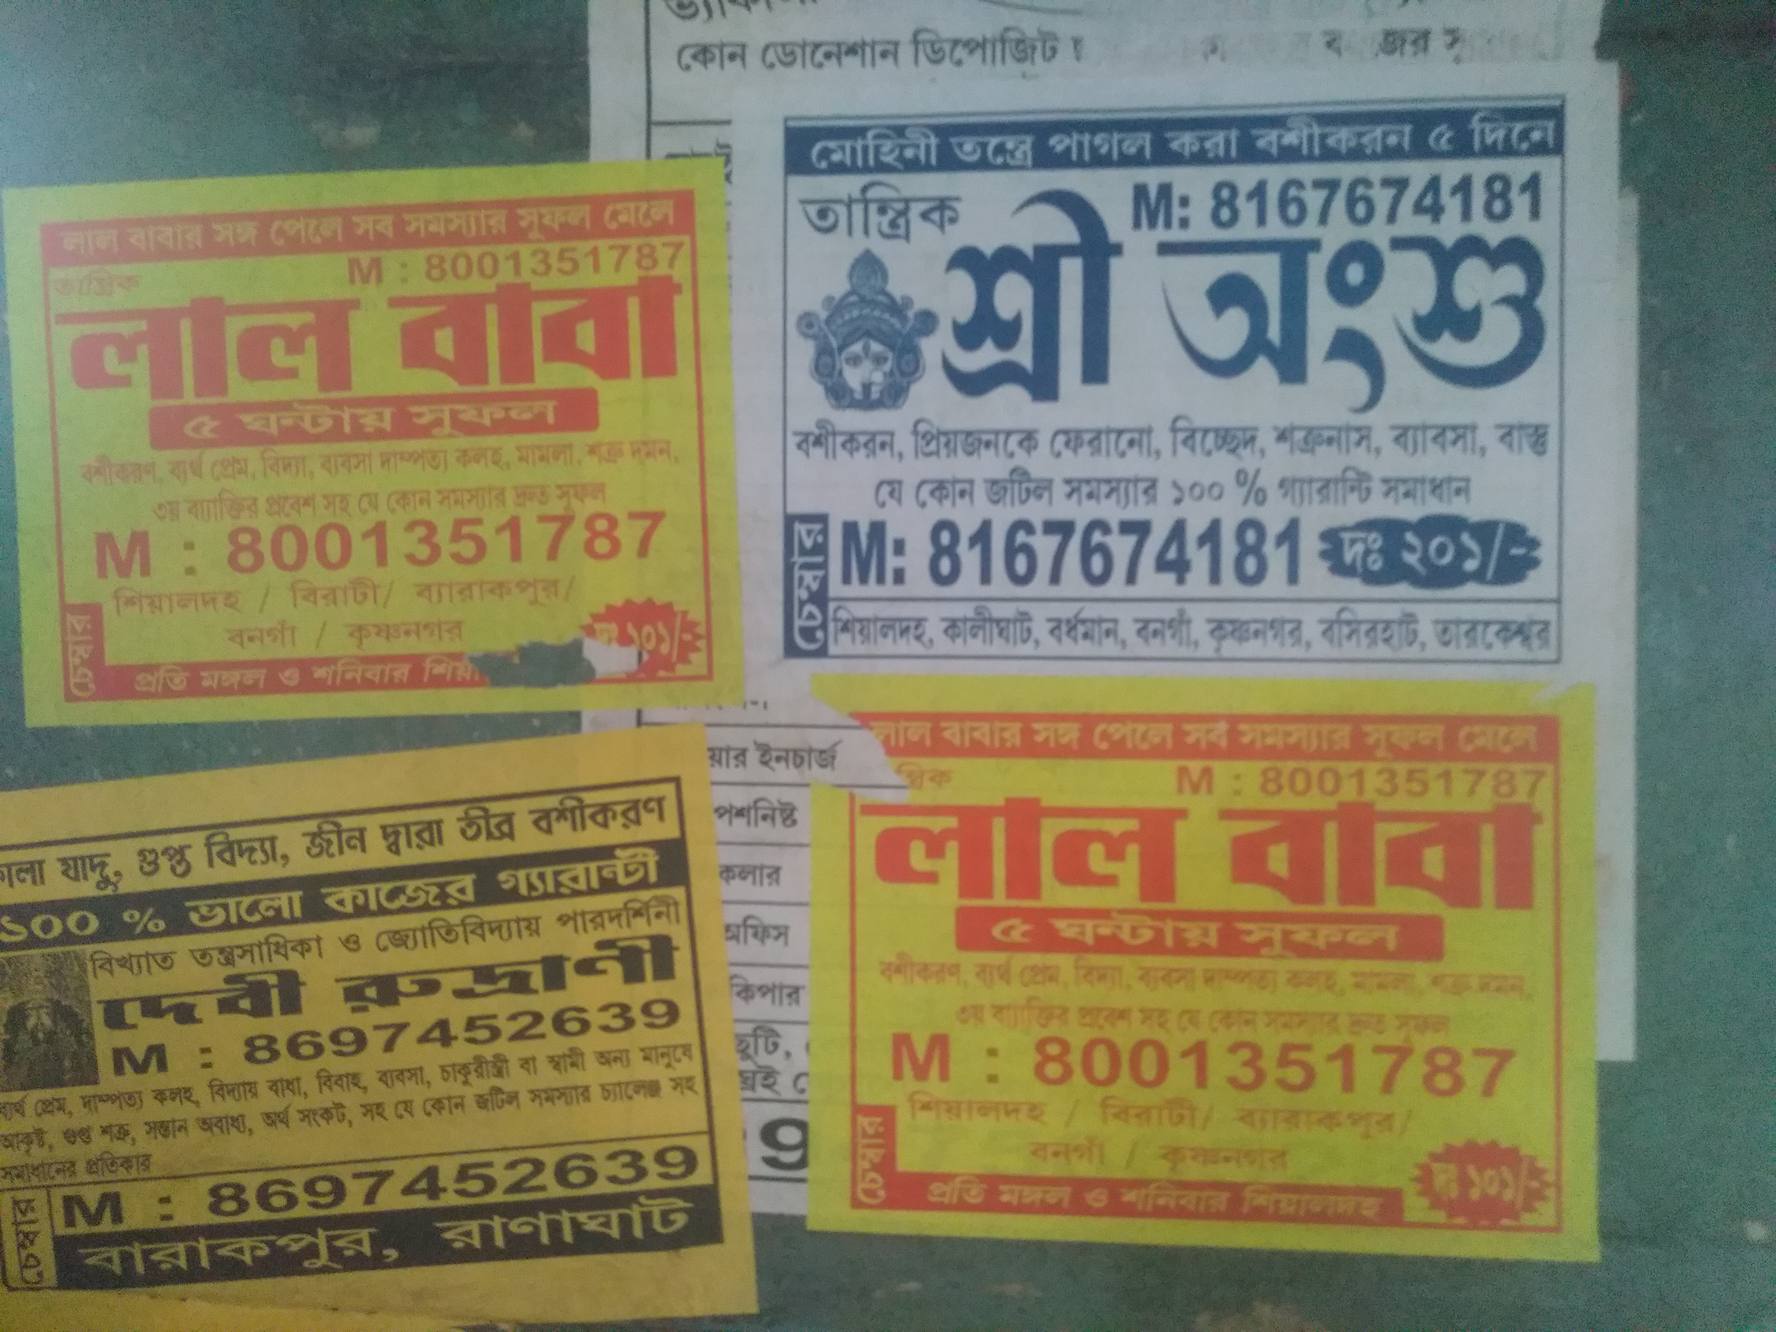 কোন ডোনেশান ডিপোজিট
মোহিনী তন্ত্রে পাগল করা বশীকরন ৫ দিনে
তান্ত্রিক
M: 8167674181
শ্রী অংশু
বশীকরন, প্রিয়জনকে ফেরানো, বিচ্ছেদ, শত্রুনাস, ব্যাবসা, বাস্তু
যে কোন জটিল সমস্যার ১০০ % গ্যারান্টি সমাধান
চেম্বার
M: 8167674181 দঃ ২০১/-
শিয়ালদহ, কালীঘাট, বর্ধমান, বনগাঁ, কৃষ্ণনগর, বসিরহাট, তারকেশ্বর
লাল বাবার সঙ্গ পেলে সব সমস্যার সুফল মেলে
তান্ত্রিক
M : 8001351787
লাল বাবা
৫ ঘন্টায় সুফল
বশীকরণ, ব্যর্থ প্রেম, বিদ্যা, ব্যবসা দাম্পত্য কলহ, মামলা, শত্রু দমন,
৩য় ব্যাক্তির প্রবেশ সহ যে কোন সমস্যার দ্রুত সুফল
M : 8001351787
শিয়ালদহ / বিরাটী/ ব্যারাকপুর/
বনগাঁ / কৃষ্ণনগর
চেম্বার
১০১/-
প্রতি মঙ্গল ও শনিবার শিয়া
যাদু, গুপ্ত বিদ্যা, জীন দ্বারা তীব্র বশীকরণ
১০০ % ভালো কাজের গ্যারান্টী
বিখ্যাত তন্ত্রসাধিকা ও জ্যোতিবিদ্যায় পারদর্শিনী
দেবী রুদ্রাণী
M : 8697452639
ব্যর্থ প্রেম, দাম্পত্য কলহ, বিদ্যায় বাধা, বিবাহ, ব্যবসা, চাকুরীস্ত্রী বা স্বামী অন্য মানুষে
আকৃষ্ট, গুপ্ত শত্রু, সন্তান অবাধ্য, অর্থ সংকট, সহ যে কোন জটিল সমস্যার চ্যালেঞ্জ সহ
সমাধানের প্রতিকার
চেম্বার
M : 8697452639
বারাকপুর, রাণাঘাট
য়ার ইনচার্জ
পশনিষ্ট
কলার
অফিস
কিপার
ছুটি,
9
লাল বাবার সঙ্গ পেলে সব সমস্যার সুফল মেলে
ন্ত্রিক
M : 8001351787
লাল বাবা
৫ ঘন্টায় সুফল
বশীকরণ, ব্যর্থ প্রেম, বিদ্যা, ব্যবসা দাম্পত্য কলহ, মামলা, শত্রু দমন,
৩য় ব্যাক্তির প্রবেশ সহ যে কোন সমস্যার দ্রুত সুফল
M : 8001351787
শিয়ালদহ / বিরাটী/ ব্যারাকপুর/
বনগাঁ / কৃষ্ণনগর
চেম্বার
দঃ ১০১/-
প্রতি মঙ্গল ও শনিবার শিয়ালদহ